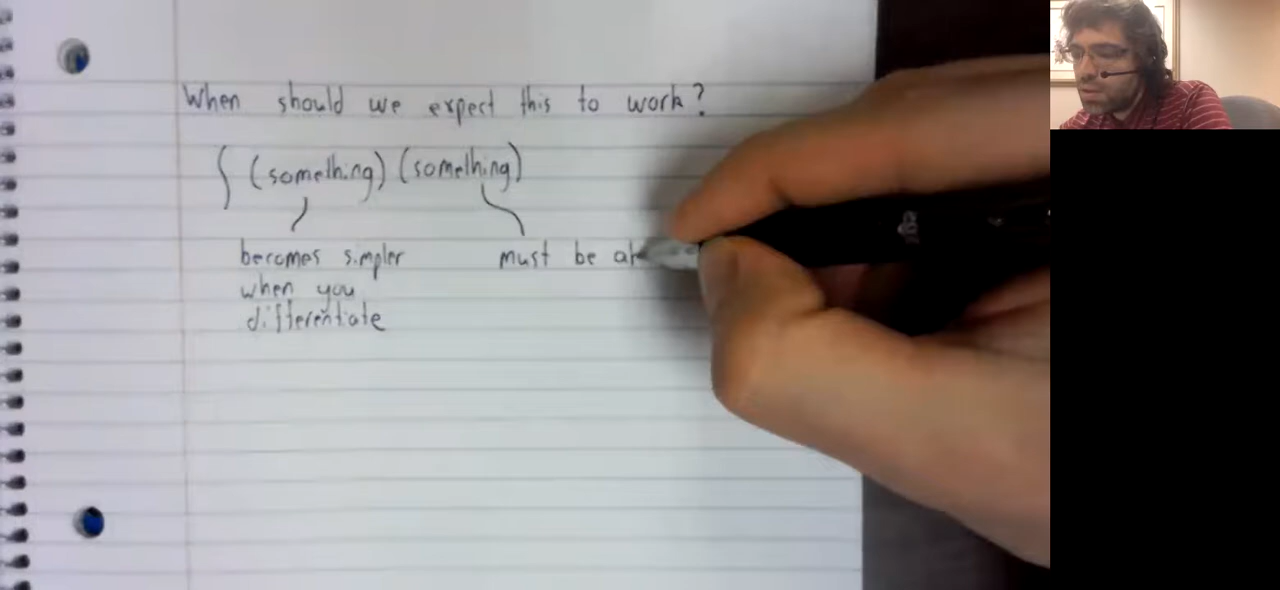 When should we expect this to work?
∫ (something) (something)
becomes simpler must be
when you
differentiate